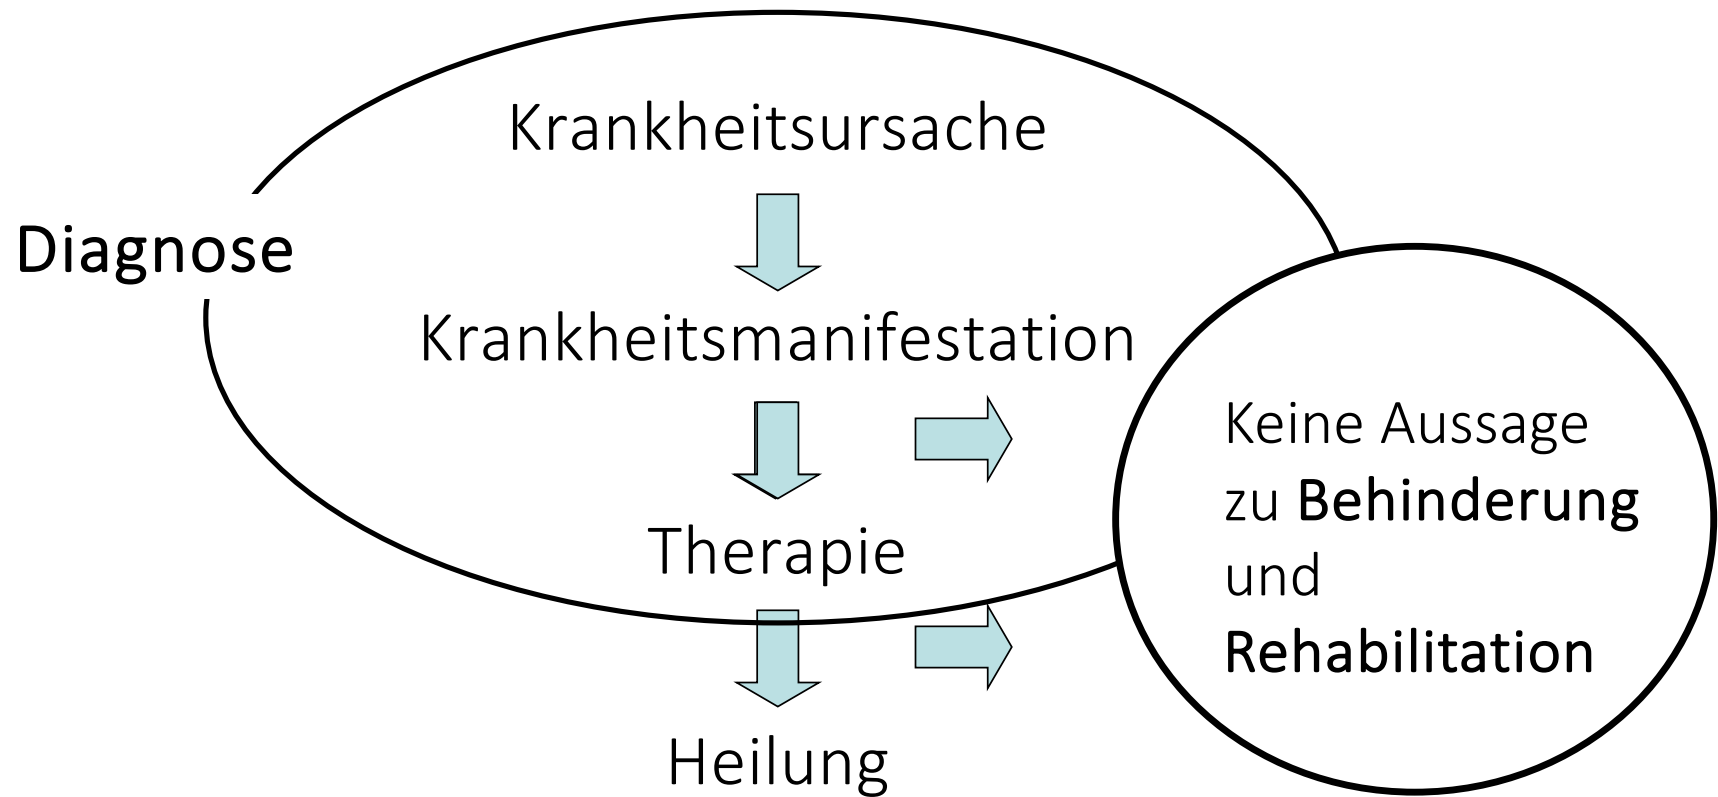 Krankheitsursache
Diagnose
Krankheitsmanifestation
Keine Aussage
zu Behinderung
und
Rehabilitation
Therapie
Heilung